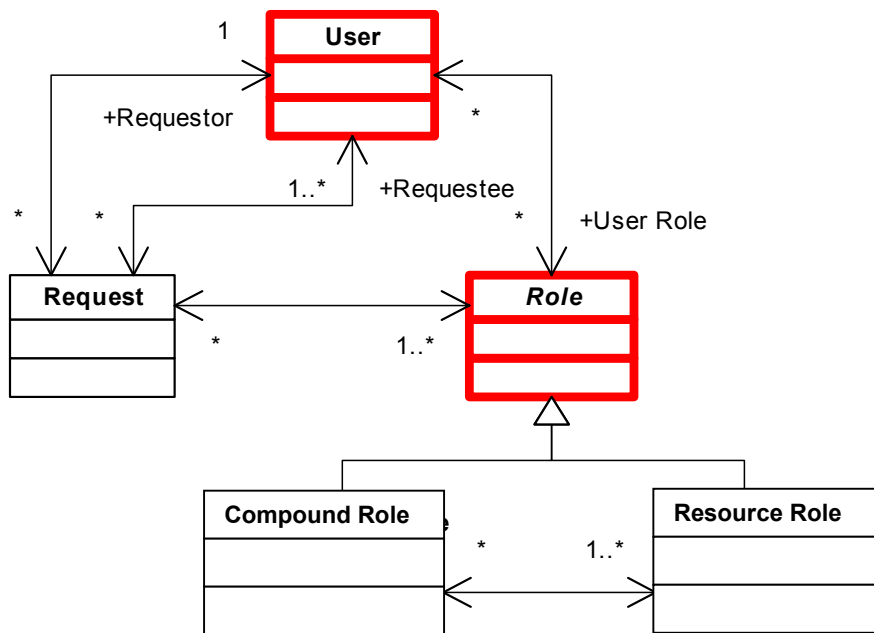 1
User
+Requestor
*
1..*
+Requestee
*
*
*
+User Role
Request
Role
*
1..*
Compound Role
e
Resource Role
*
1..*